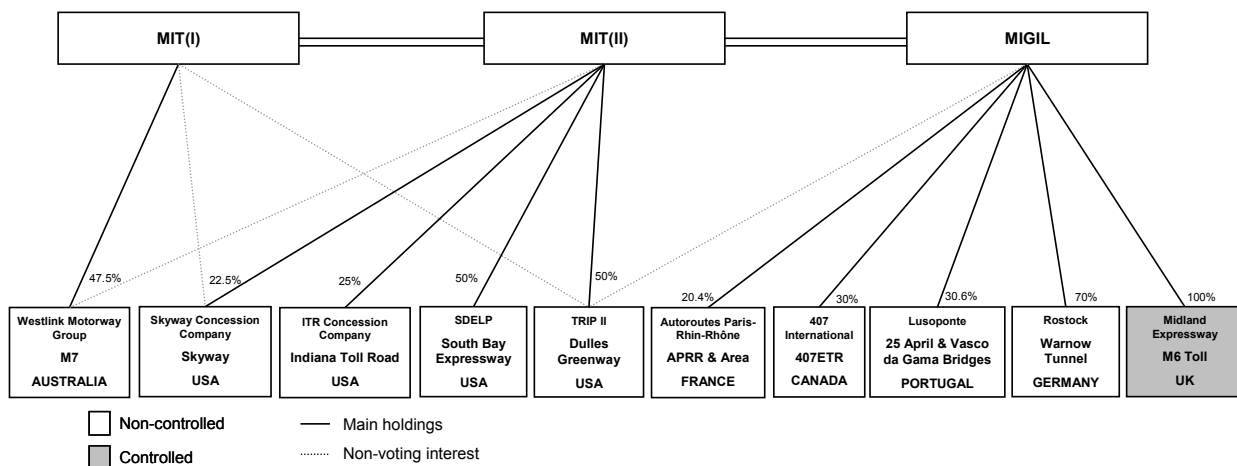 MIT(I)
MIT(II)
MIGIL
47.5%
22.5%
25%
50%
50%
20.4%
30%
30.6%
70%
100%
Westlink Motorway
Group
M7
AUSTRALIA
Skyway Concession
Company
Skyway
USA
ITR Concession
Company
Indiana Toll Road
USA
SDELP
South Bay
Expressway
USA
TRIP II
Dulles
Greenway
USA
Autoroutes Paris-
Rhin-Rhône
APRR & Area
FRANCE
407
International
407ETR
CANADA
Lusoponte
25 April & Vasco
da Gama Bridges
PORTUGAL
Rostock
Warnow
Tunnel
GERMANY
Midland
Expressway
M6 Toll
UK
Non-controlled
Controlled
Main holdings
Non-voting interest